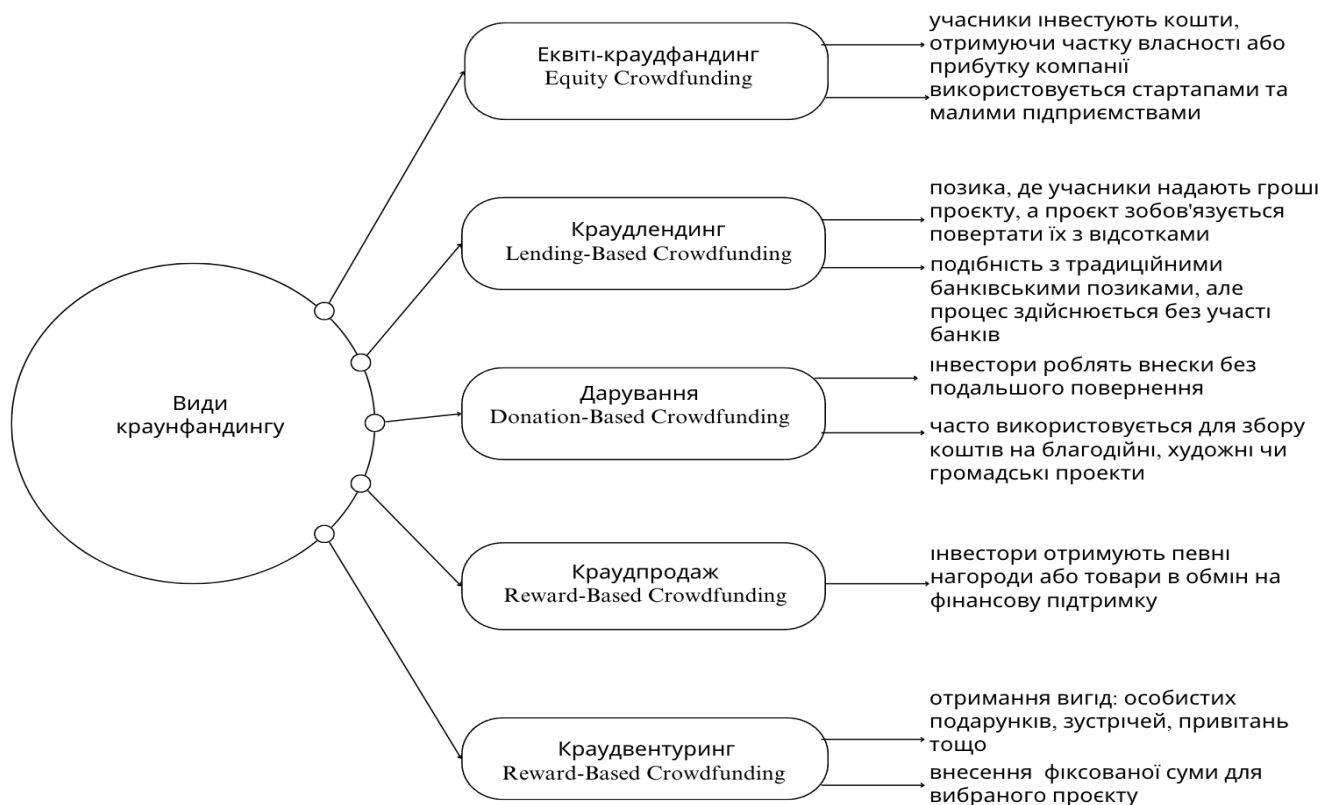 Види
краунфандингу
Еквіті-краудфандинг
Equity Crowdfunding
учасники інвестують кошти,
отримуючи частку власності або
прибутку компанії
використовується стартапами та
малими підприємствами
Краудлендинг
Lending-Based Crowdfunding
позика, де учасники надають гроші
проєкту, а проєкт зобов'язується
повертати їх з відсотками
подібність з традиційними
банківськими позиками, але
процес здійснюється без участі
банків
Дарування
Donation-Based Crowdfunding
інвестори роблять внески без
подальшого повернення
часто використовується для збору
коштів на благодійні, художні чи
громадські проекти
Краудпродаж
Reward-Based Crowdfunding
інвестори отримують певні
нагороди або товари в обмін на
фінансову підтримку
Краудвентуринг
Reward-Based Crowdfunding
отримання вигід: особистих
подарунків, зустрічей, привітань
тощо
внесення фіксованої суми для
вибраного проєкту